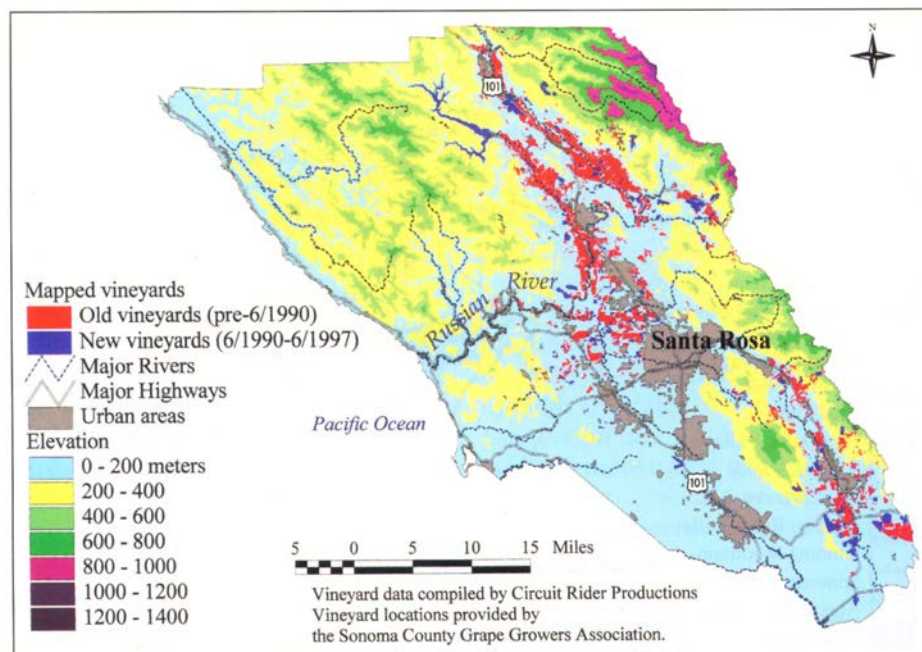 N
101
Russian River
Santa Rosa
Pacific Ocean
101
Mapped vineyards
Old vineyards (pre-6/1990)
New vineyards (6/1990-6/1997)
Major Rivers
Major Highways
Urban areas
Elevation
0 - 200 meters
200 - 400
400 - 600
600 - 800
800 - 1000
1000 - 1200
1200 - 1400
5 0 5 10 15 Miles
Vineyard data compiled by Circuit Rider Productions
Vineyard locations provided by
the Sonoma County Grape Growers Association.